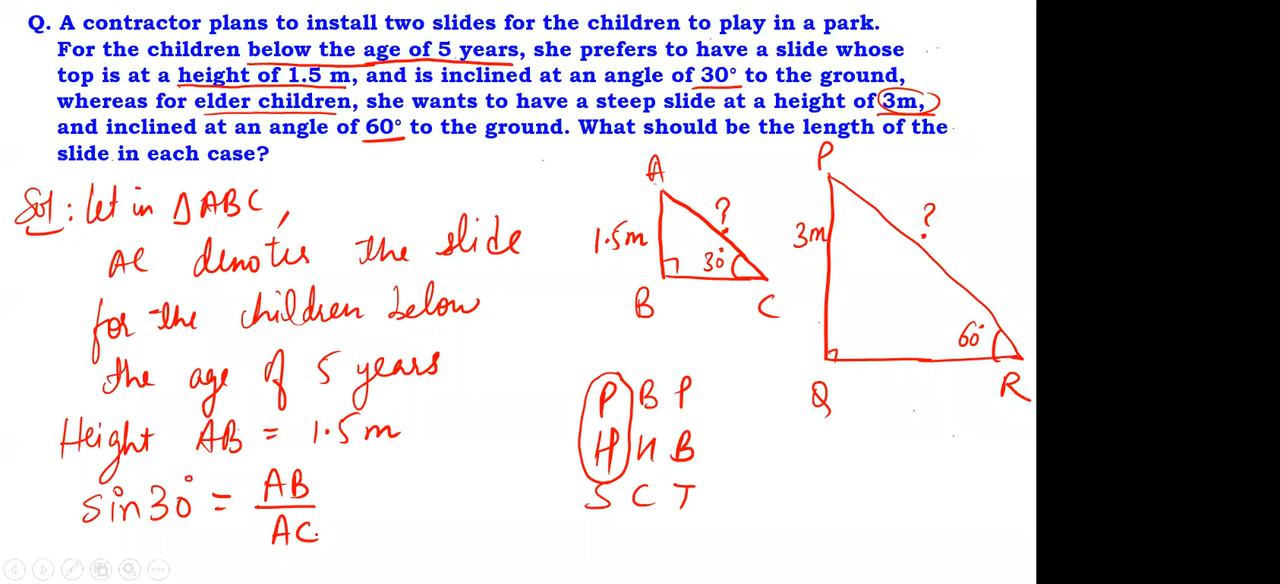 Q. A contractor plans to install two slides for the children to play in a park.
For the children below the age of 5 years, she prefers to have a slide whose
top is at a height of 1.5 m, and is inclined at an angle of 30° to the ground,
whereas for elder children, she wants to have a steep slide at a height of 3m,
and inclined at an angle of 60° to the ground. What should be the length of the
slide in each case?
Sol: let in Δ ABC,
AC denotes the slide
for the children below
the age of 5 years
Height AB = 1.5m
sin30° = AB
AC
A
?
1.5m
30°
B
C
P
?
3m
60°
Q
R
P B P
H H B
S C T